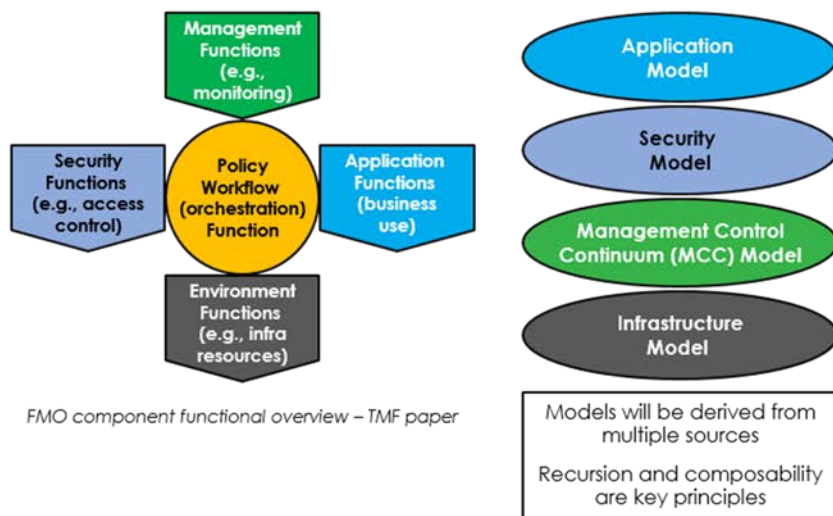 Management
Functions
(e.g.,
monitoring)
Security
Functions
(e.g., access
control)
Policy
Workflow
(orchestration)
Function
Application
Functions
(business
use)
Environment
Functions
(e.g., infra
resources)
FMO component functional overview – TMF paper
Application
Model
Security
Model
Management Control
Continuum (MCC) Model
Infrastructure
Model
Models will be derived from
multiple sources
Recursion and composability
are key principles